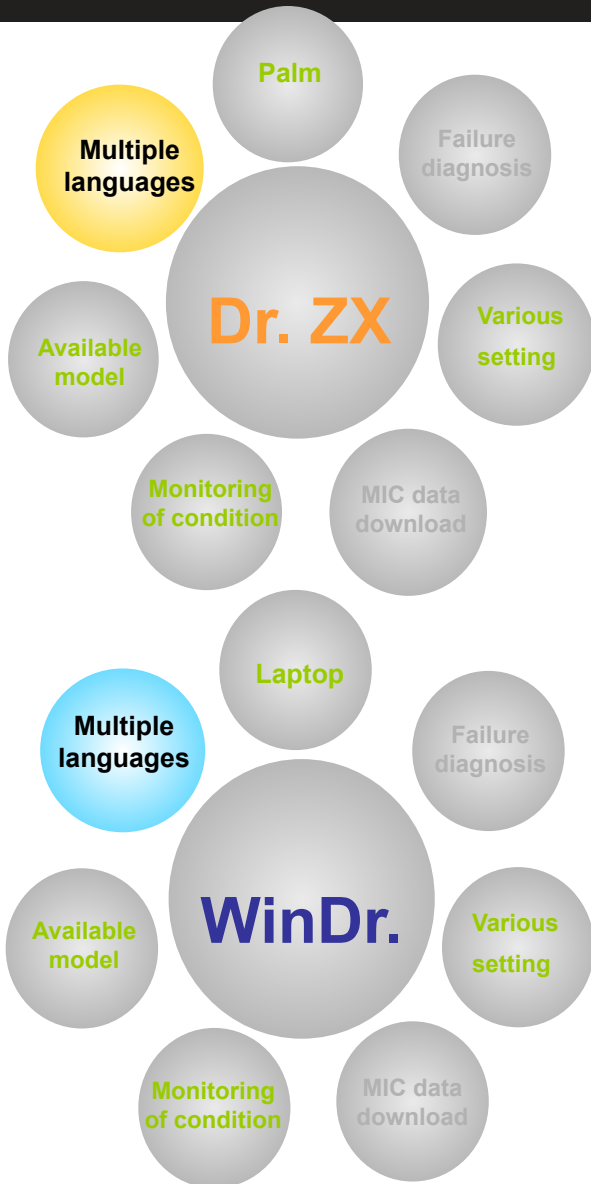 Palm
Multiple
languages
Failure
diagnosis
Dr. ZX
Available
model
Various
setting
Monitoring
of condition
MIC data
download
Laptop
Multiple
languages
Failure
diagnosis
WinDr.
Available
model
Various
setting
Monitoring
of condition
MIC data
download